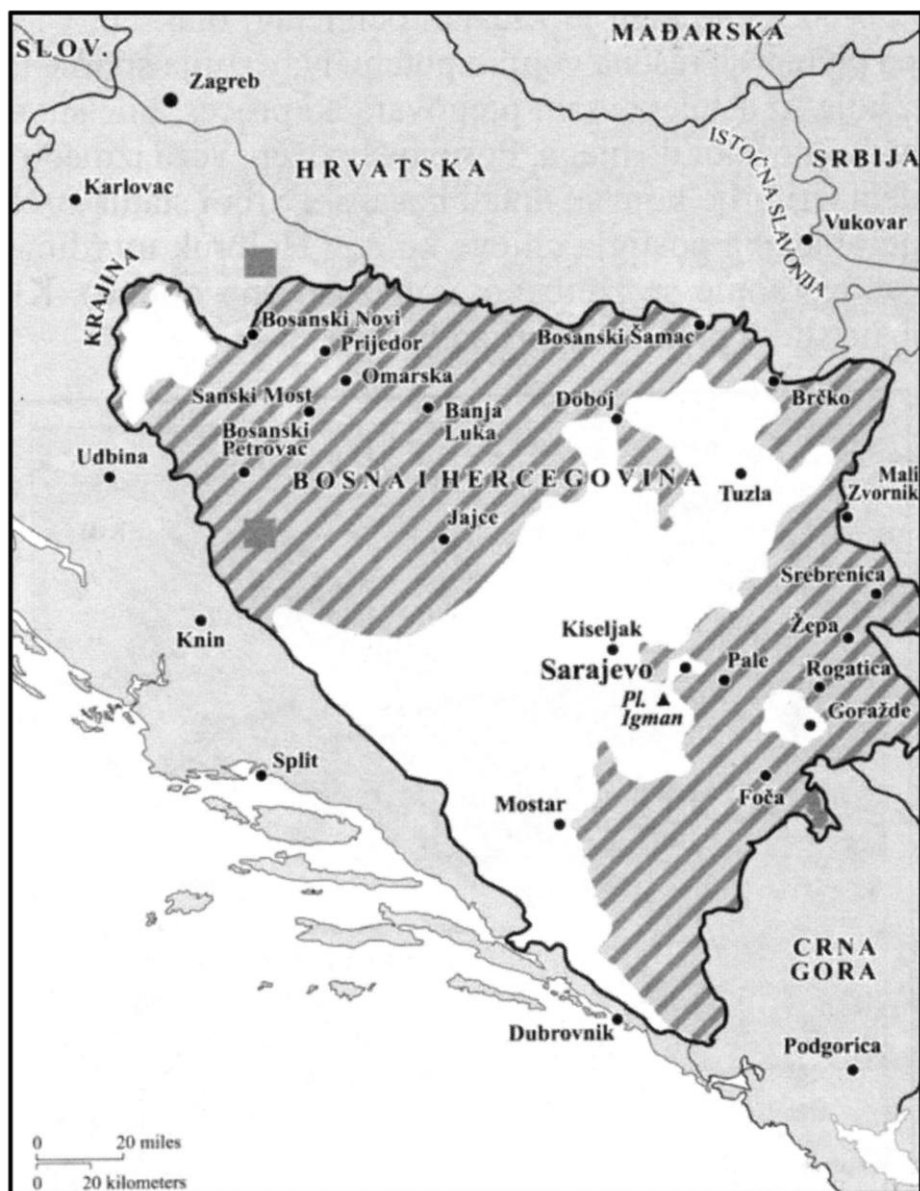 MAĐARSKA
SLOV.
Zagreb
HRVATSKA
ISTOČNA SLAVONIJA
SRBIJA
Karlovac
Vukovar
KRAJINA
Bosanski Novi
Prijedor
Bosanski Šamac
Omarska
Sanski Most
Banja
Luka
Doboj
Brčko
Bosanski
Petrovac
Udbina
BOSNA I HERCEGOVINA
Tuzla
Mali
Zvornik
Jajce
Srebrenica
Knin
Kiseljak
Žepa
Sarajevo
Pale
Rogatica
Pl.
Igman
Goražde
Split
Foča
Mostar
CRNA
GORA
Dubrovnik
Podgorica
0 20 miles
0 20 kilometers